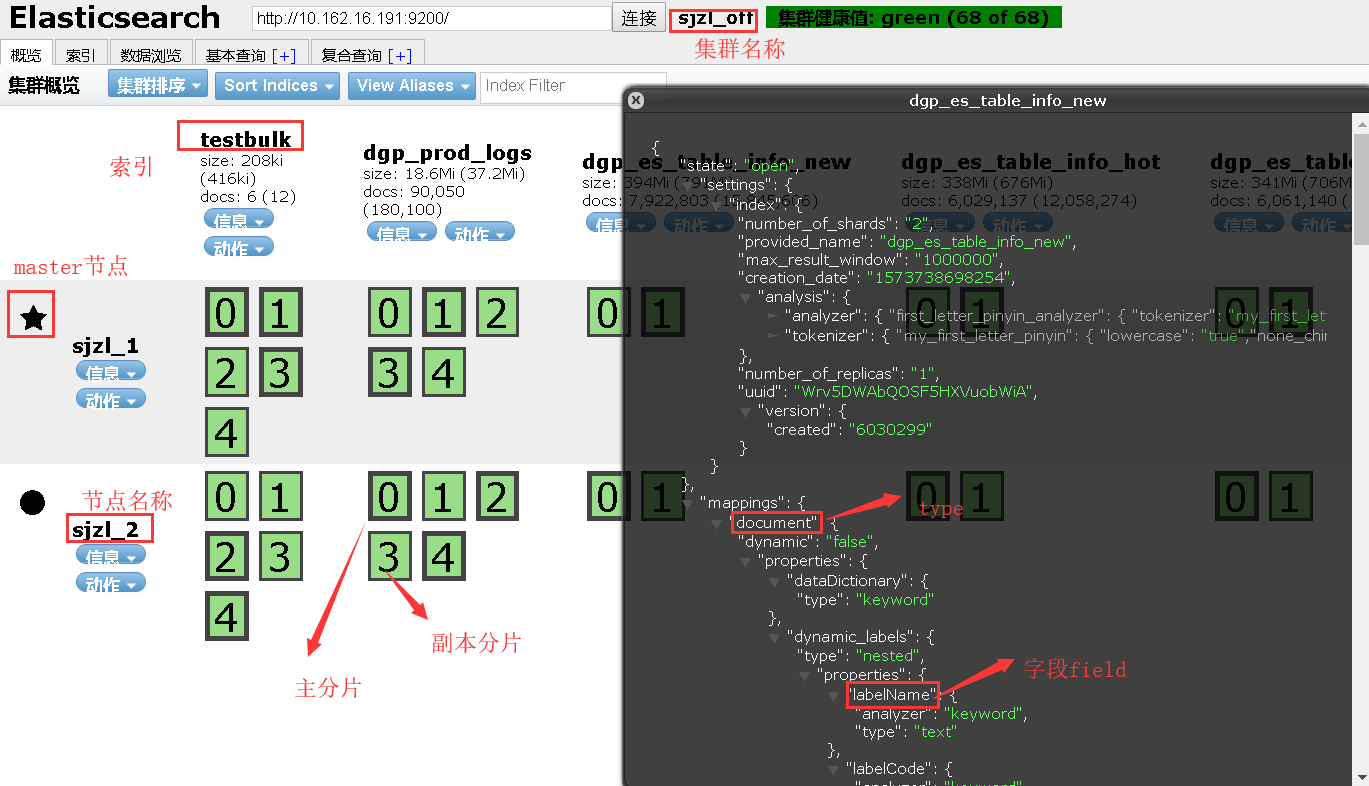 Elasticsearch
http://10.162.16.191:9200/
连接
sjzl_off
集群健康值: green (68 of 68)
集群名称
概览
索引
数据浏览
基本查询 [+]
复合查询 [+]
集群概览
集群排序
Sort Indices
View Aliases
Index Filter
dgp_es_table_info_new
索引
testbulk
size: 208ki
(416ki)
docs: 6 (12)
信息
动作
dgp_prod_logs
size: 18.6Mi (37.2Mi)
docs: 90,050
(180,100)
信息
动作
dgp_es_table_info_new
size: 394Mi
docs: 7,922,803
信息
动作
dgp_es_table_info_hot
size: 338Mi (676Mi)
docs: 6,029,137 (12,058,274)
信息
动作
dgp_es_table
size: 341Mi (706M
docs: 6,061,140 (
信息
动作
master节点
sjzl_1
信息
动作
0 1
2 3
4
0 1 2
3 4
0 1
0 1
0 1
节点名称
sjzl_2
信息
动作
0 1
2 3
4
0 1 2
3 4
0 1
0 1
0 1
主分片
副本分片
{
"state": "open",
"settings": {
"index": {
"number_of_shards": "2",
"provided_name": "dgp_es_table_info_new",
"max_result_window": "1000000",
"creation_date": "1573738698254",
"analysis": {
"analyzer": { "first_letter_pinyin_analyzer": { "tokenizer": "my_first_let
"tokenizer": { "my_first_letter_pinyin": { "lowercase": "true","none_chin
},
"number_of_replicas": "1",
"uuid": "Wrv5DWAbQOSF5HXVuobWiA",
"version": {
"created": "6030299"
}
}
},
"mappings": {
"document": {
type
"dynamic": "false",
"properties": {
"dataDictionary": {
"type": "keyword"
},
"dynamic_labels": {
"type": "nested",
"properties": {
"labelName": {
字段field
"analyzer": "keyword",
"type": "text"
},
"labelCode": {
"analyzer": "keyword"